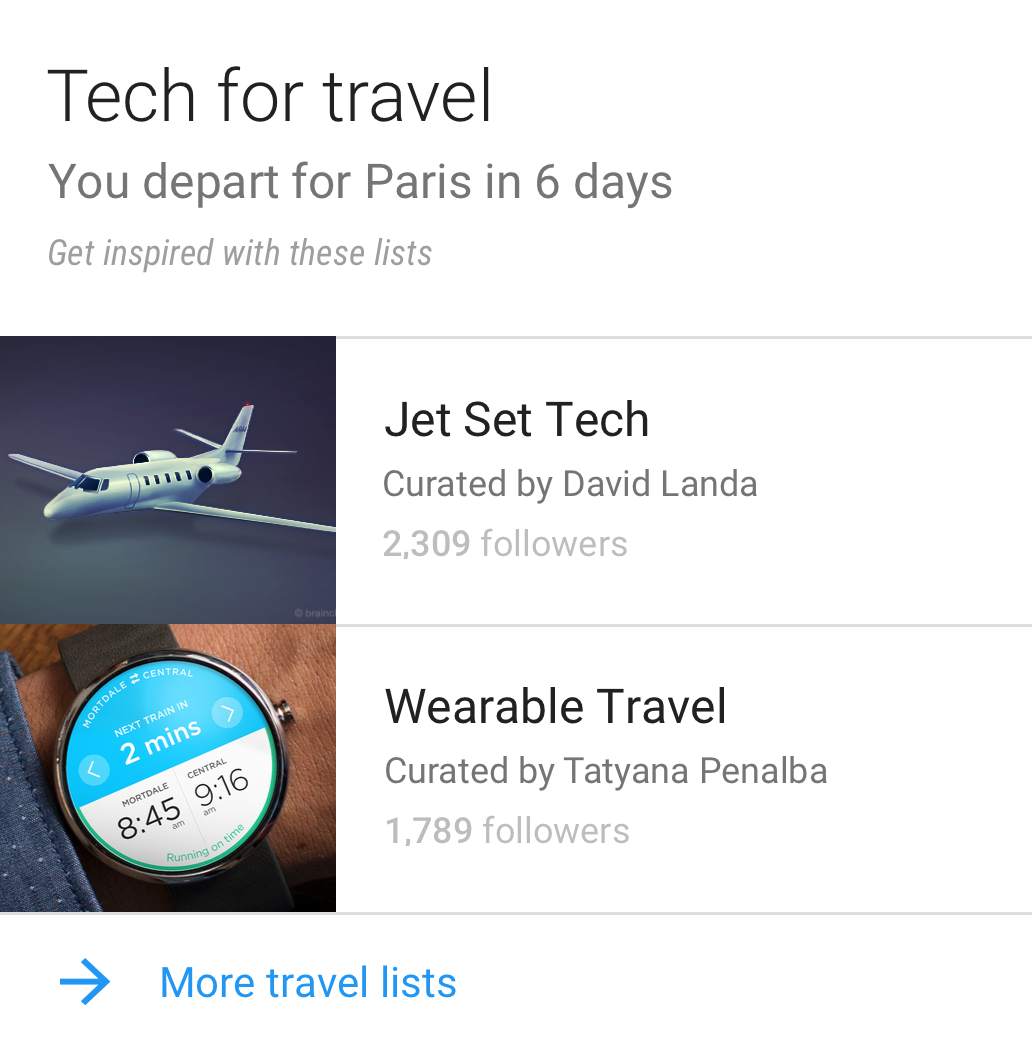 Tech for travel
You depart for Paris in 6 days
Get inspired with these lists
Jet Set Tech
Curated by David Landa
2,309 followers
© braincl
Wearable Travel
Curated by Tatyana Penalba
1,789 followers
MORTDALE ⇄ CENTRAL
NEXT TRAIN IN
2 mins
MORTDALE
8:45 am
CENTRAL
9:16 am
Running on time
More travel lists